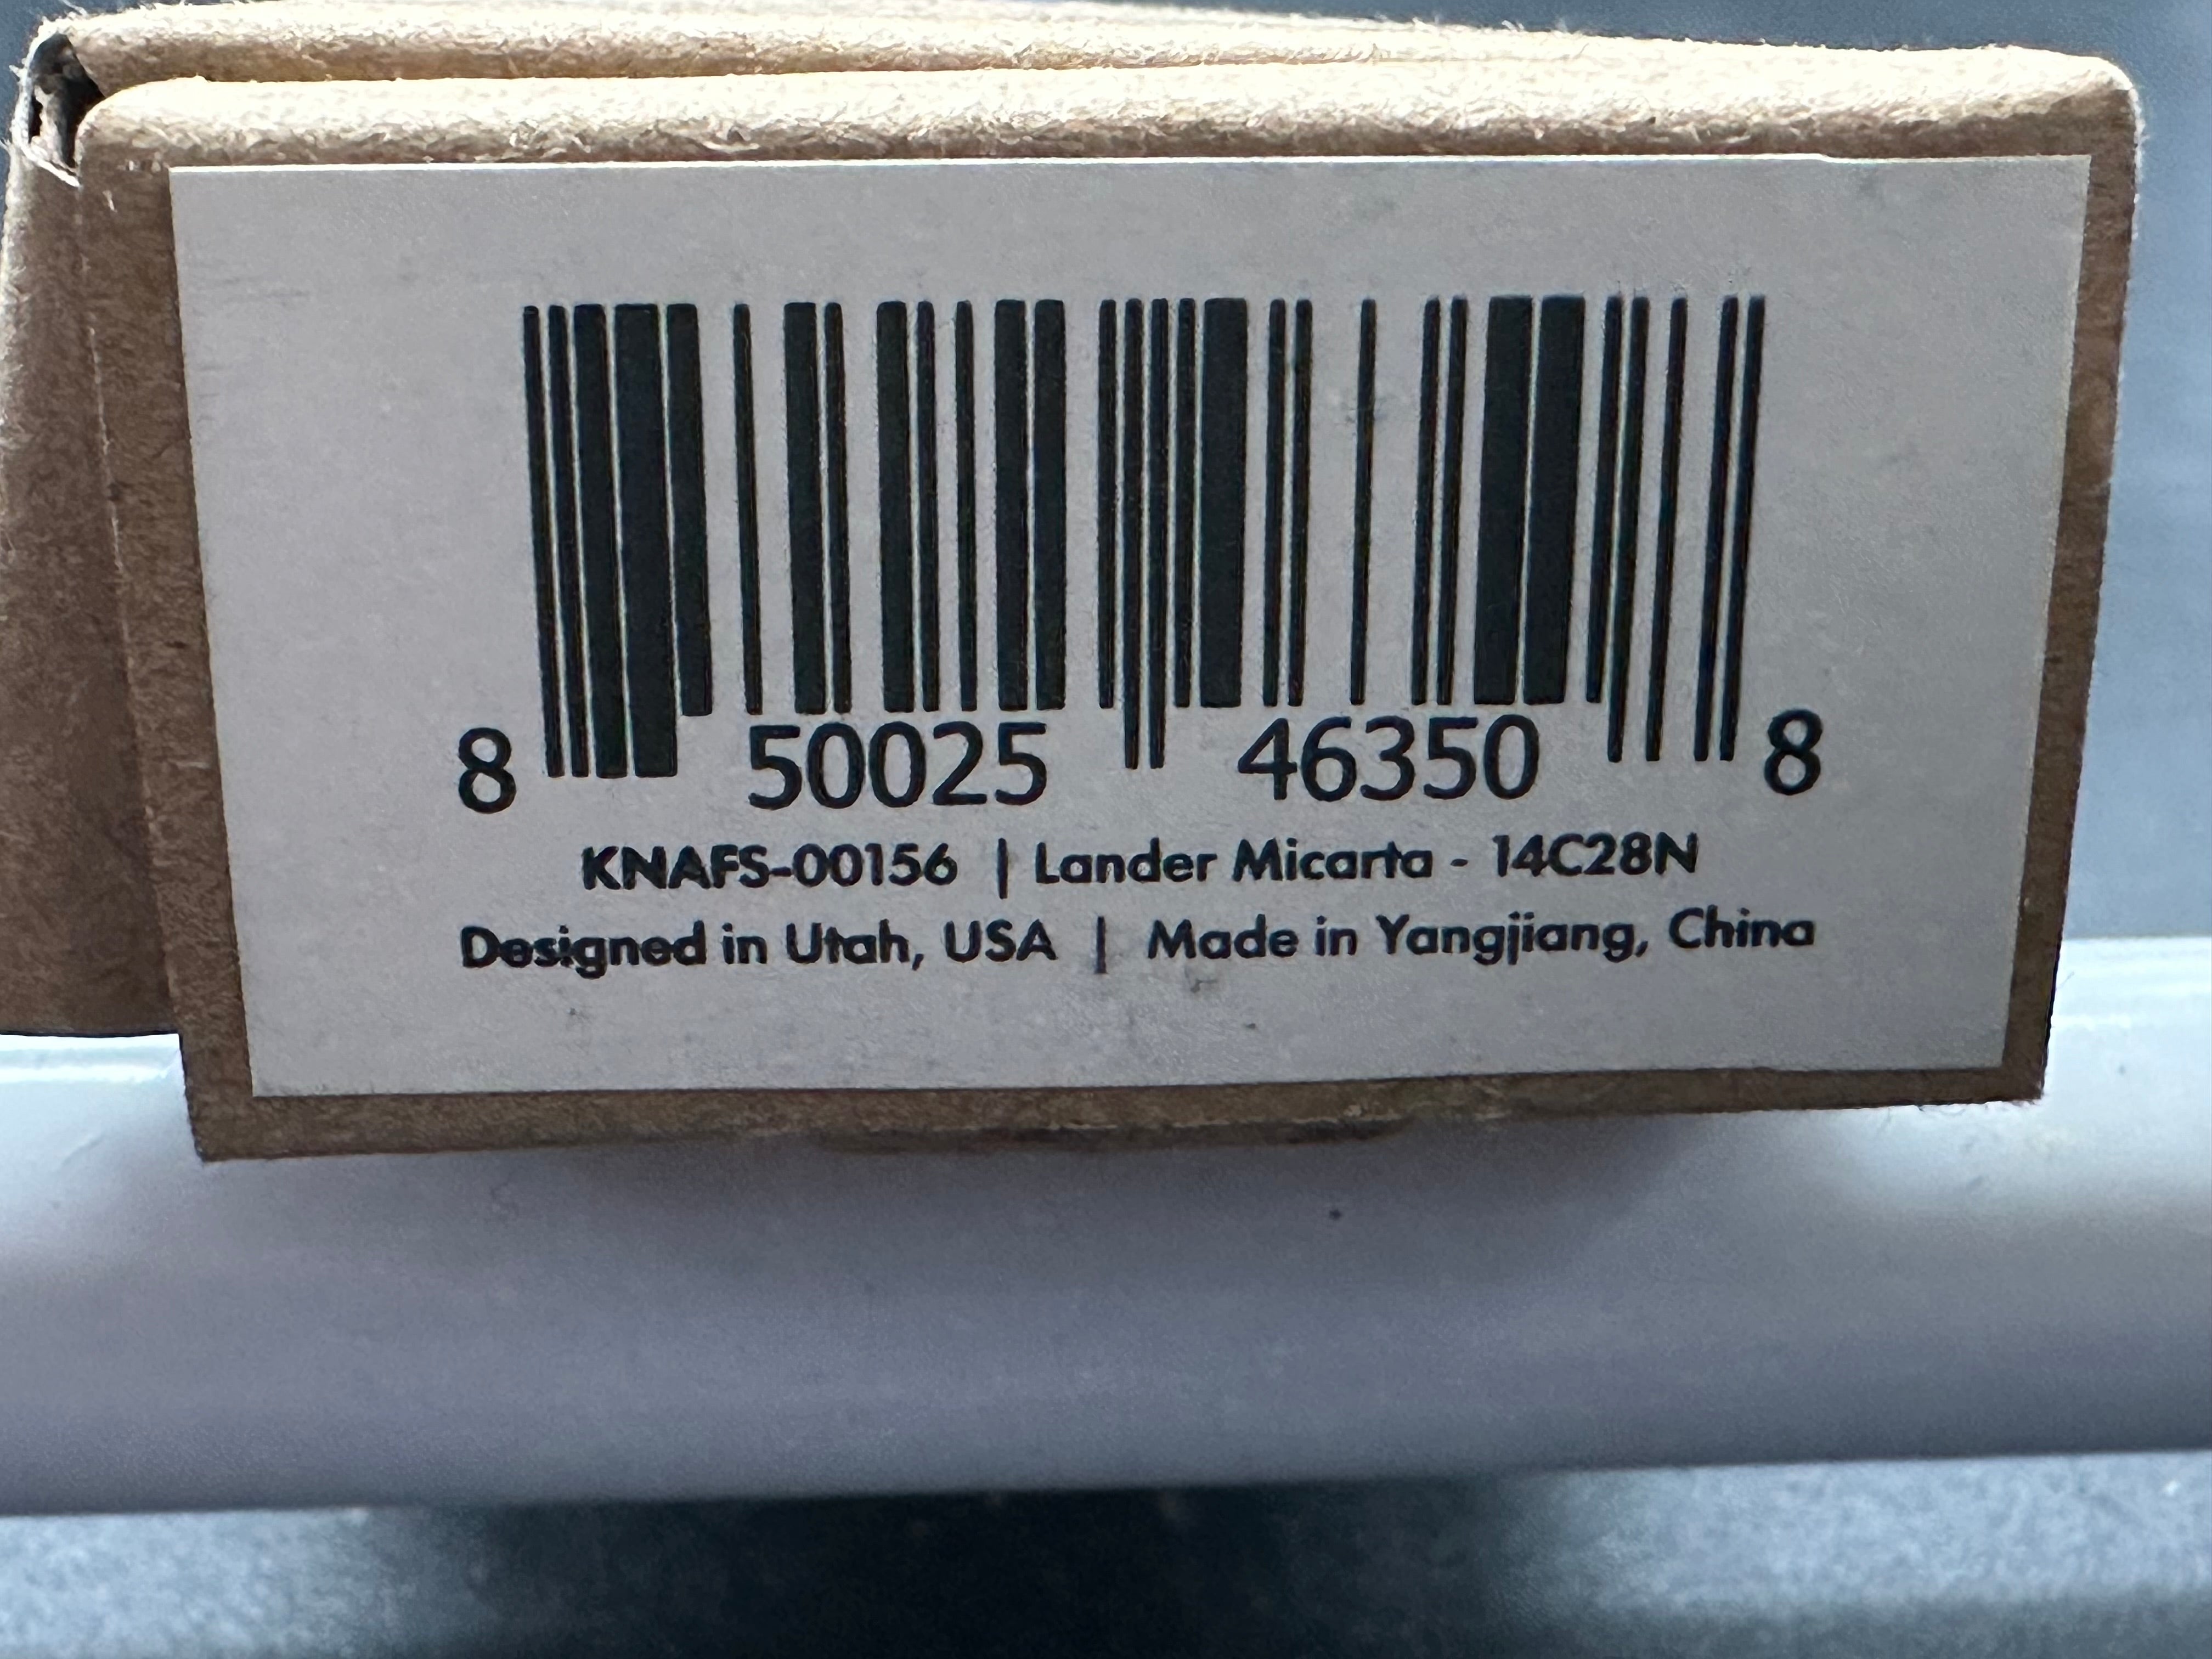 8 50025 46350 8
KNAFS-00156 | Lander Micarta - 14C28N
Designed in Utah, USA | Made in Yangjiang, China